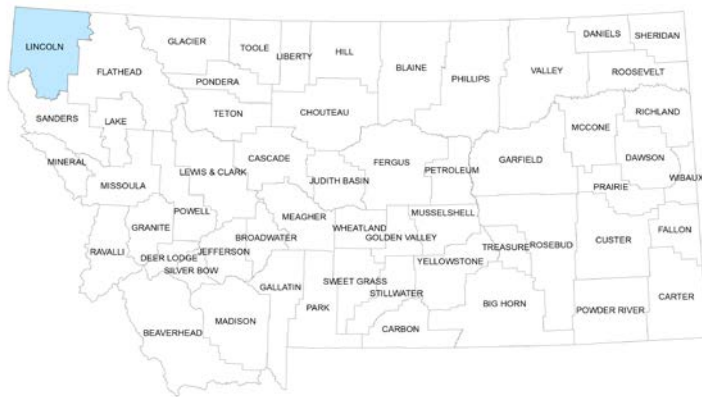 LINCOLN
FLATHEAD
GLACIER
TOOLE
LIBERTY
HILL
BLAINE
PHILLIPS
VALLEY
DANIELS
SHERIDAN
ROOSEVELT
PONDERA
TETON
CHOUTEAU
SANDERS
LAKE
RICHLAND
MCCONE
MINERAL
MISSOULA
LEWIS & CLARK
CASCADE
JUDITH BASIN
FERGUS
PETROLEUM
GARFIELD
DAWSON
PRAIRIE
WIBAUX
POWELL
GRANITE
RAVALLI
DEER LODGE
SILVER BOW
JEFFERSON
BROADWATER
MEAGHER
WHEATLAND
GOLDEN VALLEY
MUSSELSHELL
TREASURE
ROSEBUD
CUSTER
FALLON
YELLOWSTONE
GALLATIN
PARK
SWEET GRASS
STILLWATER
BIG HORN
POWDER RIVER
CARTER
BEAVERHEAD
MADISON
CARBON